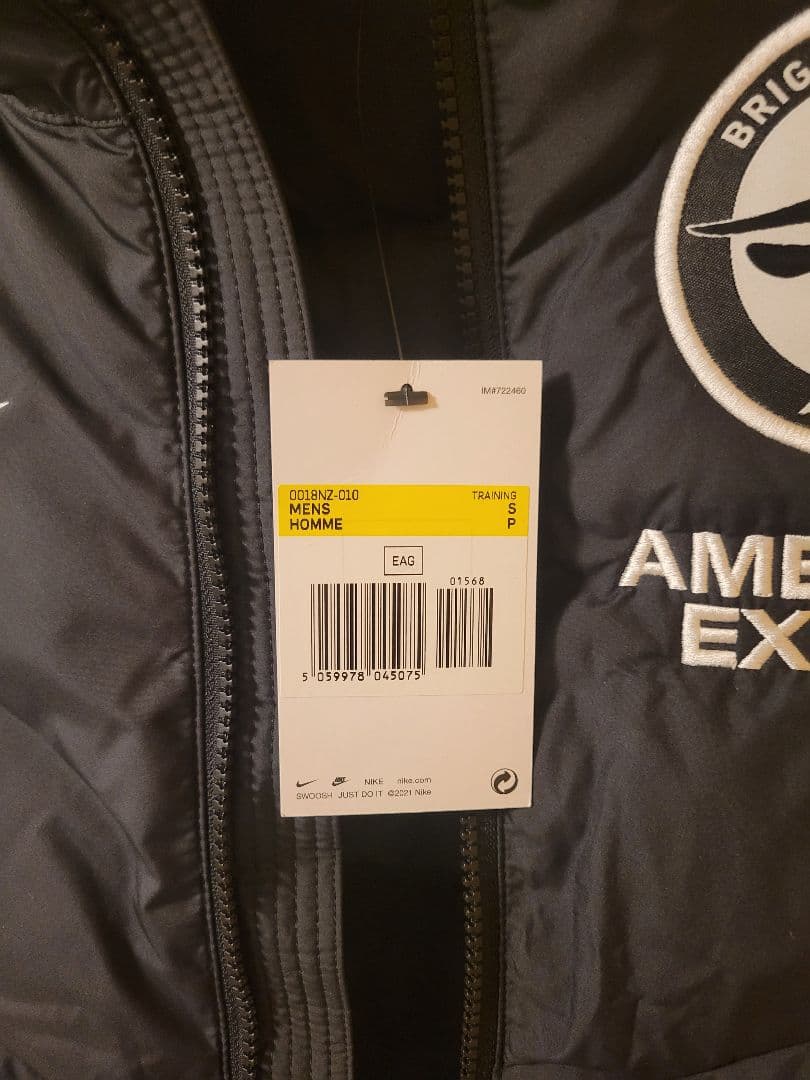 BRIG
IM#722460
0018NZ-010 TRAINING
MENS S
HOMME P
EAG
01568
5 059978 045075
AME
EX
NIKE nike.com
SWOOSH JUST DO IT ©2021 Nike